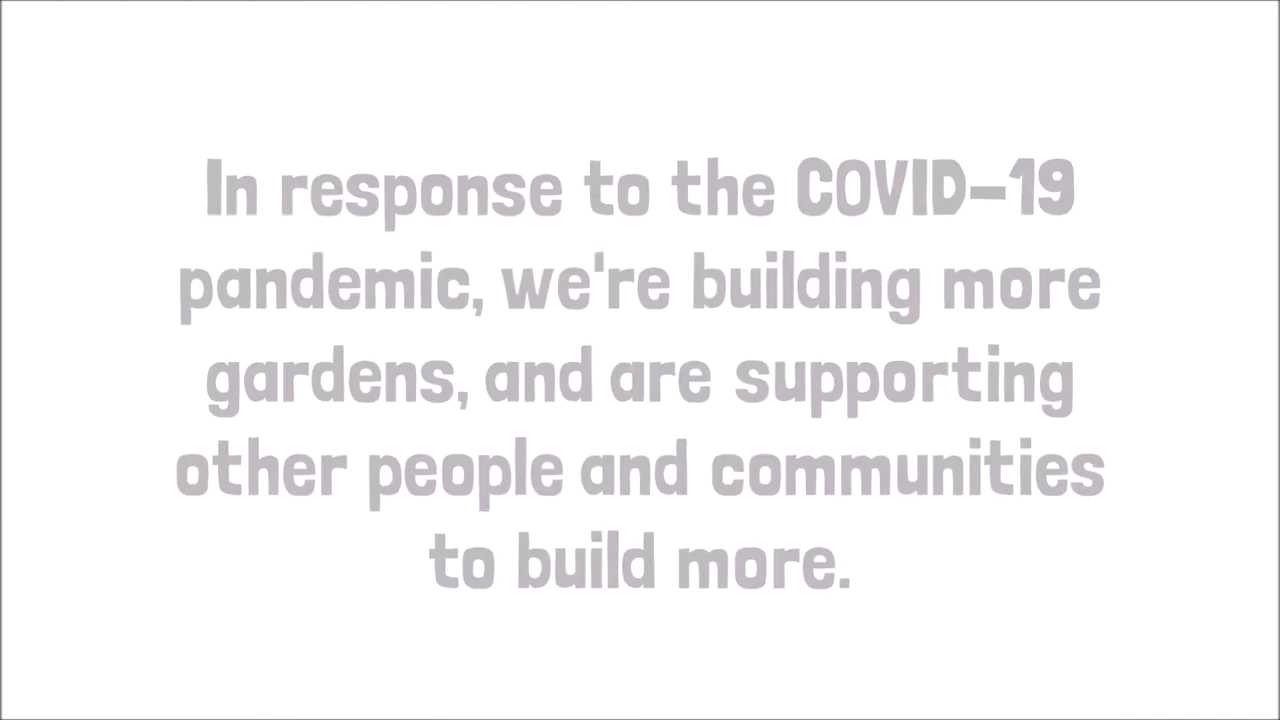 In response to the COVID-19
pandemic, we're building more
gardens, and are supporting
other people and communities
to build more.